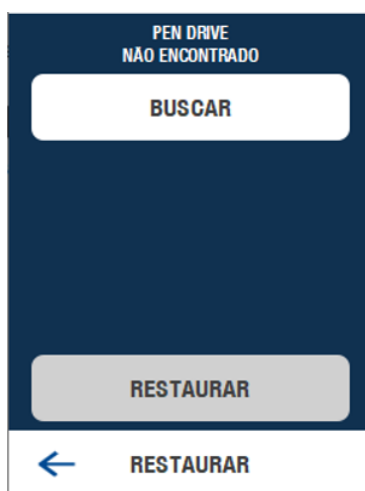 PEN DRIVE
NÃO ENCONTRADO
BUSCAR
RESTAURAR
RESTAURAR